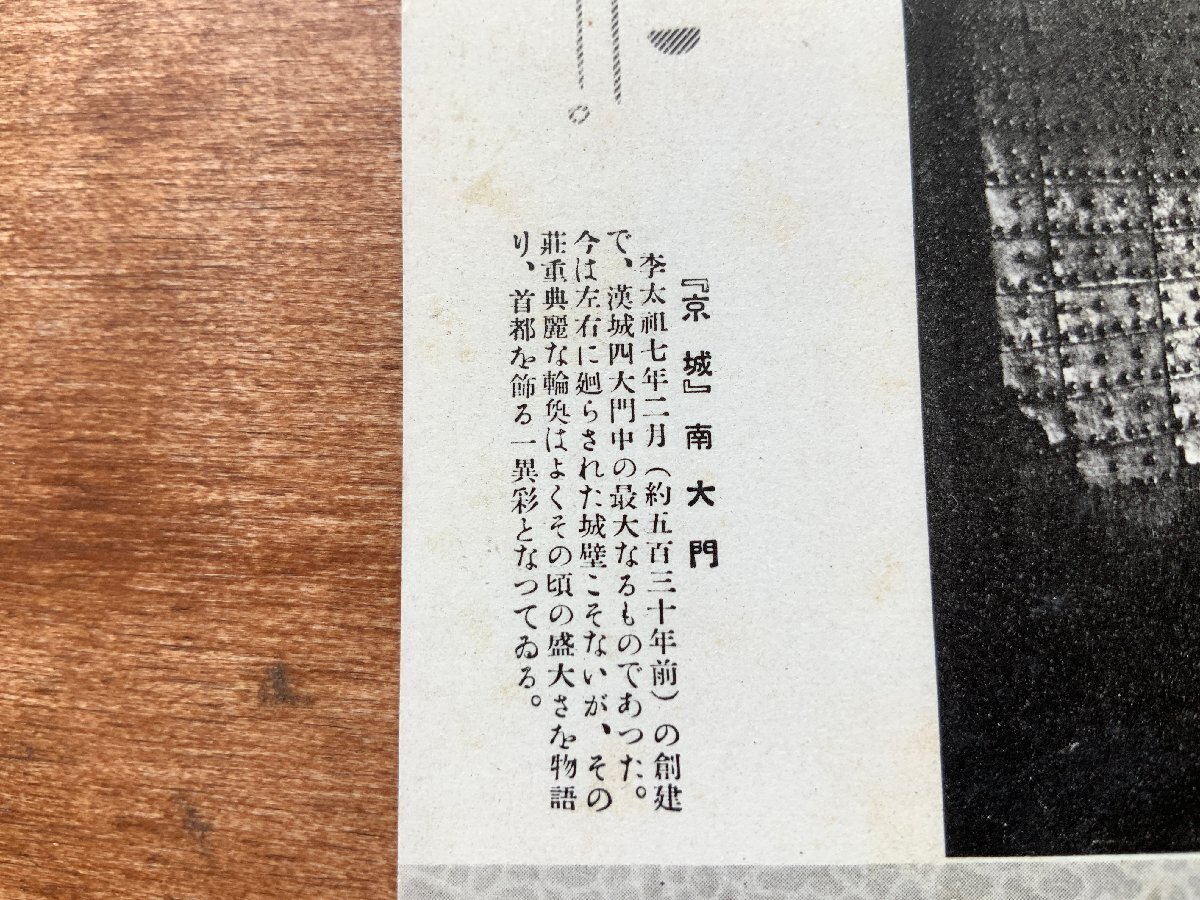 『京城』南大門
李太祖七年二月(約五百三十年前)の創建
で、漢城四大門中の最大なるものであつた。
今は左右に廻らされた城壁こそないが、その
莊重典麗な輪奐はよくその頃の盛大さを物語
り、首都を飾る一異彩となつてゐる。